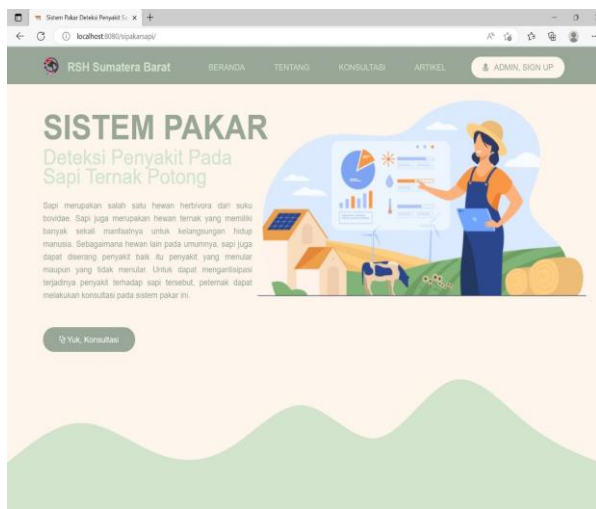 Sistem Pakar Deteksi Penyakit Sa
localhost:8080/sipakarsapi/
RSH Sumatera Barat
BERANDA
TENTANG
KONSULTASI
ARTIKEL
ADMIN, SIGN UP
SISTEM PAKAR
Deteksi Penyakit Pada
Sapi Ternak Potong
Sapi merupakan salah satu hewan herbivora dari suku
bovidae. Sapi juga merupakan hewan ternak yang memiliki
banyak sekali manfaatnya untuk kelangsungan hidup
manusia. Sebagaimana hewan lain pada umumnya, sapi juga
dapat diserang penyakit baik itu penyakit yang menular
maupun yang tidak menular. Untuk dapat mengantisipasi
terjadinya penyakit terhadap sapi tersebut, peternak dapat
melakukan konsultasi pada sistem pakar ini.
Yuk, Konsultasi